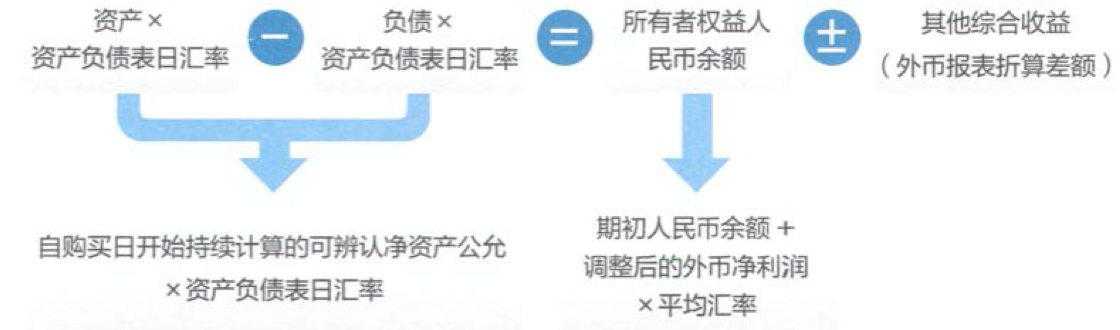 资产×
资产负债表日汇率
−
负债×
资产负债表日汇率
=
所有者权益人
民币余额
±
其他综合收益
（外币报表折算差额）
自购买日开始持续计算的可辨认净资产公允
×资产负债表日汇率
期初人民币余额+
调整后的外币净利润
×平均汇率